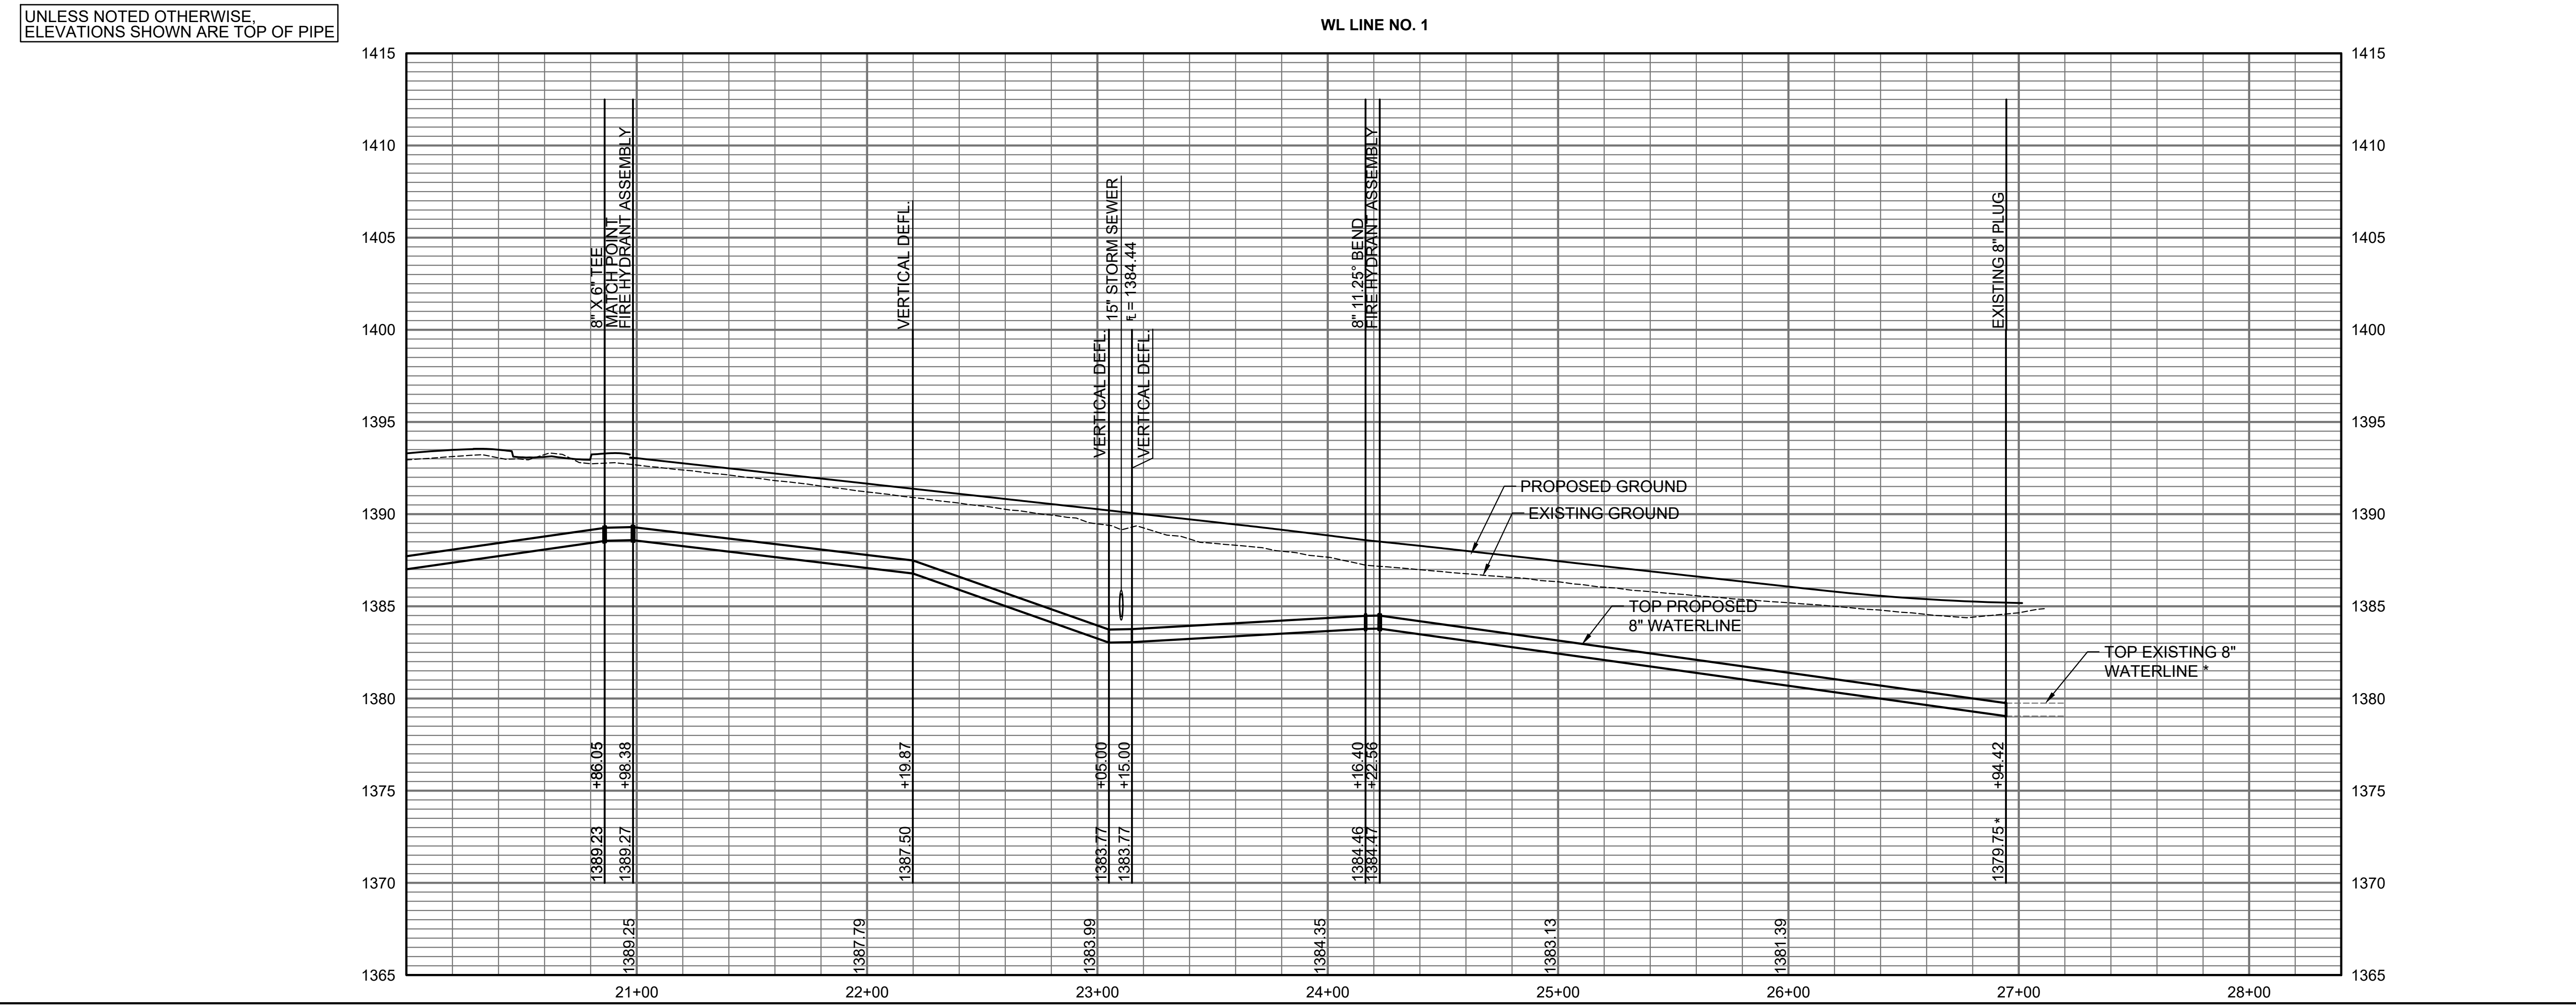 UNLESS NOTED OTHERWISE,
ELEVATIONS SHOWN ARE TOP OF PIPE
WL LINE NO. 1
1415
1415
1410
1410
1405
1405
1400
1400
1395
1395
1390
1390
1385
1385
1380
1380
1375
1375
1370
1370
1365
1365
8" X 6" TEE
MATCH POINT
FIRE HYDRANT ASSEMBLY
VERTICAL DEFL.
VERTICAL DEFL.
15" STORM SEWER
℄ = 1384.44
VERTICAL DEFL.
8" 11.25° BEND
FIRE HYDRANT ASSEMBLY
EXISTING 8" PLUG
PROPOSED GROUND
EXISTING GROUND
TOP PROPOSED
8" WATERLINE
TOP EXISTING 8"
WATERLINE *
+86.05
+98.38
+19.87
+05.00
+15.00
+16.40
+22.56
+94.42
1389.23
1389.27
1387.50
1383.77
1383.77
1384.46
1384.47
1379.75 *
1389.25
1387.79
1383.99
1384.35
1383.13
1381.39
21+00
22+00
23+00
24+00
25+00
26+00
27+00
28+00